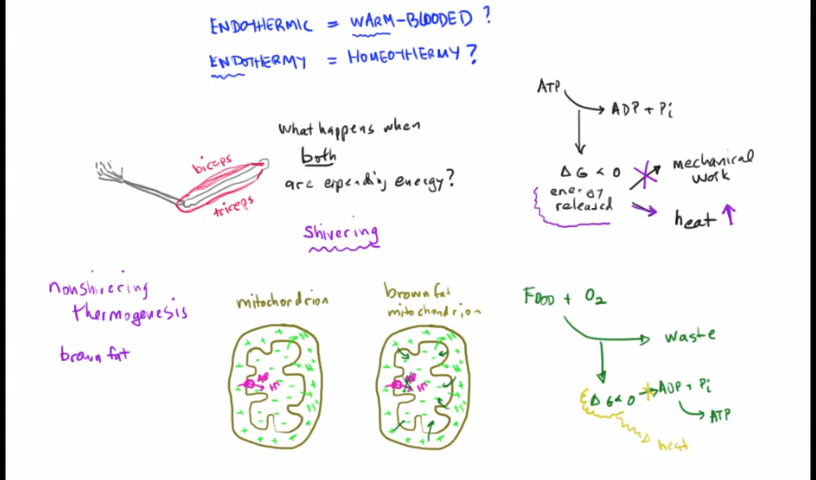 ENDOTHERMIC = WARM-BLOODED ?
ENDOTHERMY = HOMEOTHERMY ?
What happens when
both
are expending energy?
biceps
triceps
Shivering
ATP
ADP + Pi
ΔG < 0
energy
released
mechanical
work
heat ↑
nonshivering
thermogenesis
brown fat
mitochondrion
brown fat
mitochondrion
H+
H+
FOOD + O2
waste
ΔG < 0
ADP + Pi
ATP
heat